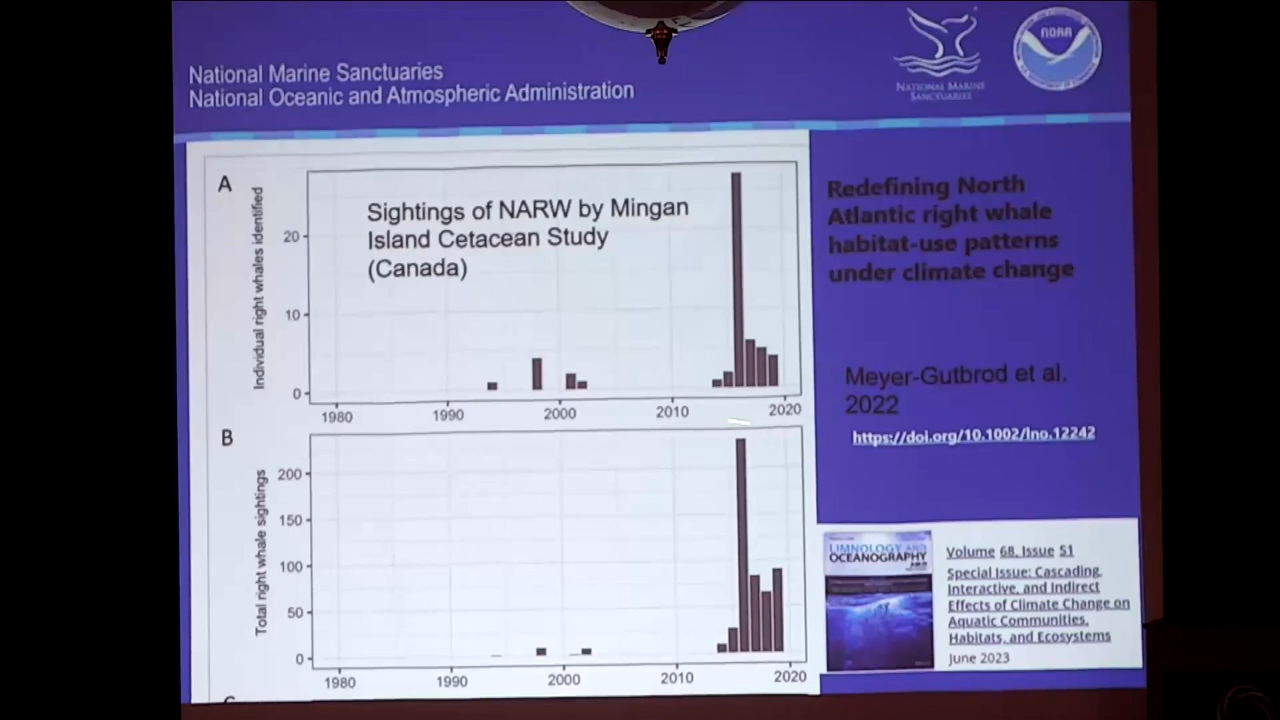 National Marine Sanctuaries
National Oceanic and Atmospheric Administration
NATIONAL MARINE
SANCTUARIES
NOAA
A
Individual right whales identified
Sightings of NARW by Mingan
Island Cetacean Study
(Canada)
20
10
0
1980 1990 2000 2010 2020
B
Total right whale sightings
200
150
100
50
0
1980 1990 2000 2010 2020
Redefining North
Atlantic right whale
habitat-use patterns
under climate change
Meyer-Gutbrod et al.
2022
https://doi.org/10.1002/lno.12242
LIMNOLOGY AND
OCEANOGRAPHY
Volume 68, Issue S1
Special Issue: Cascading,
Interactive, and Indirect
Effects of Climate Change on
Aquatic Communities,
Habitats, and Ecosystems
June 2023